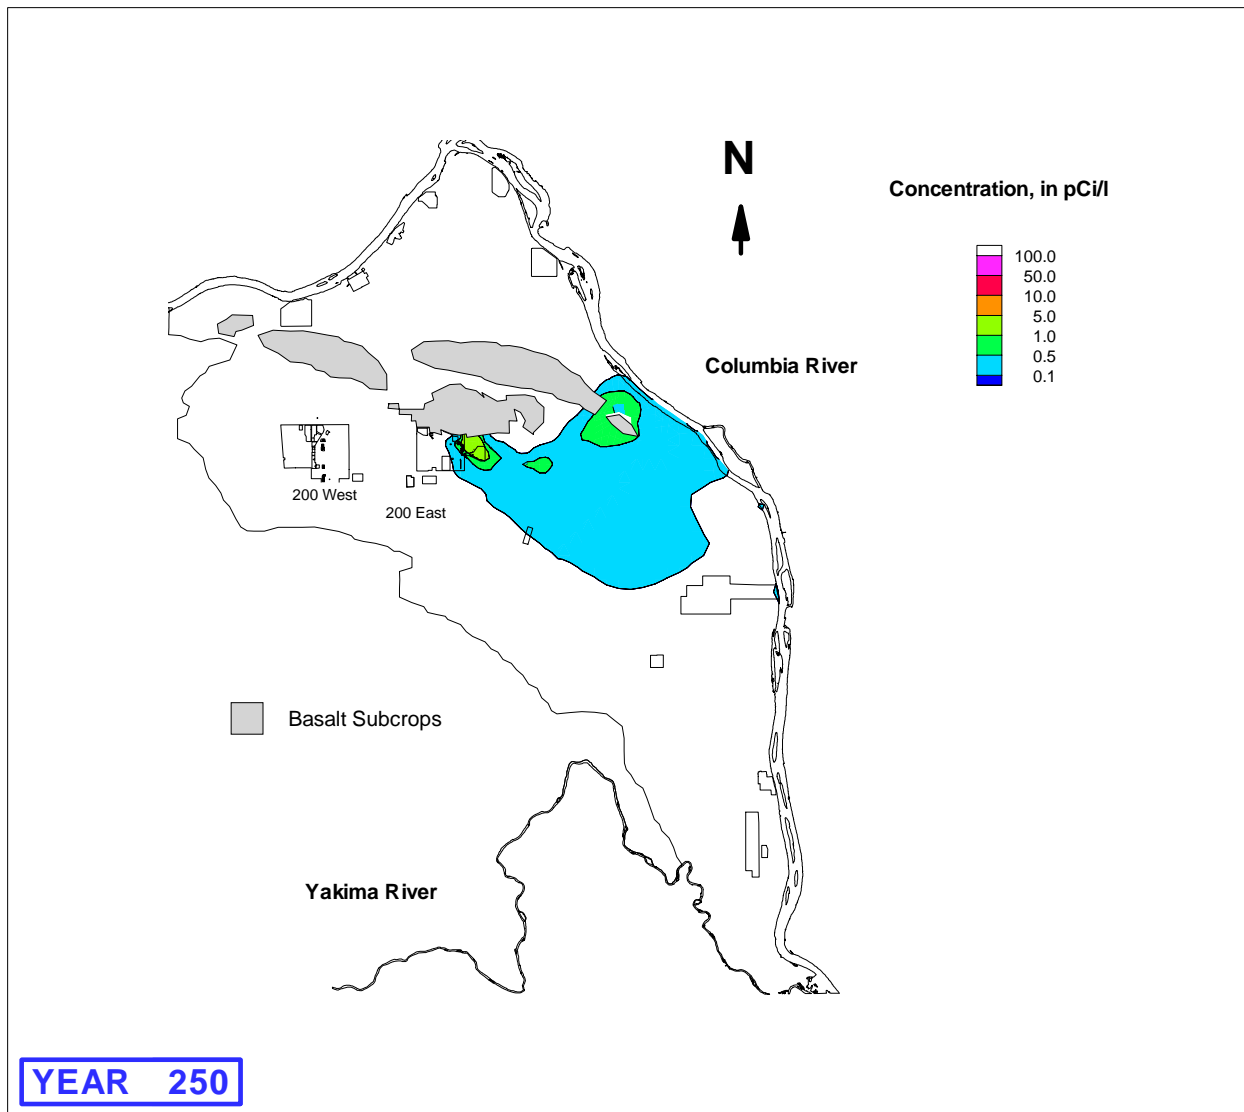 N
Concentration, in pCi/l
100.0
50.0
10.0
5.0
1.0
0.5
0.1
Columbia River
200 West
200 East
Basalt Subcrops
Yakima River
YEAR 250